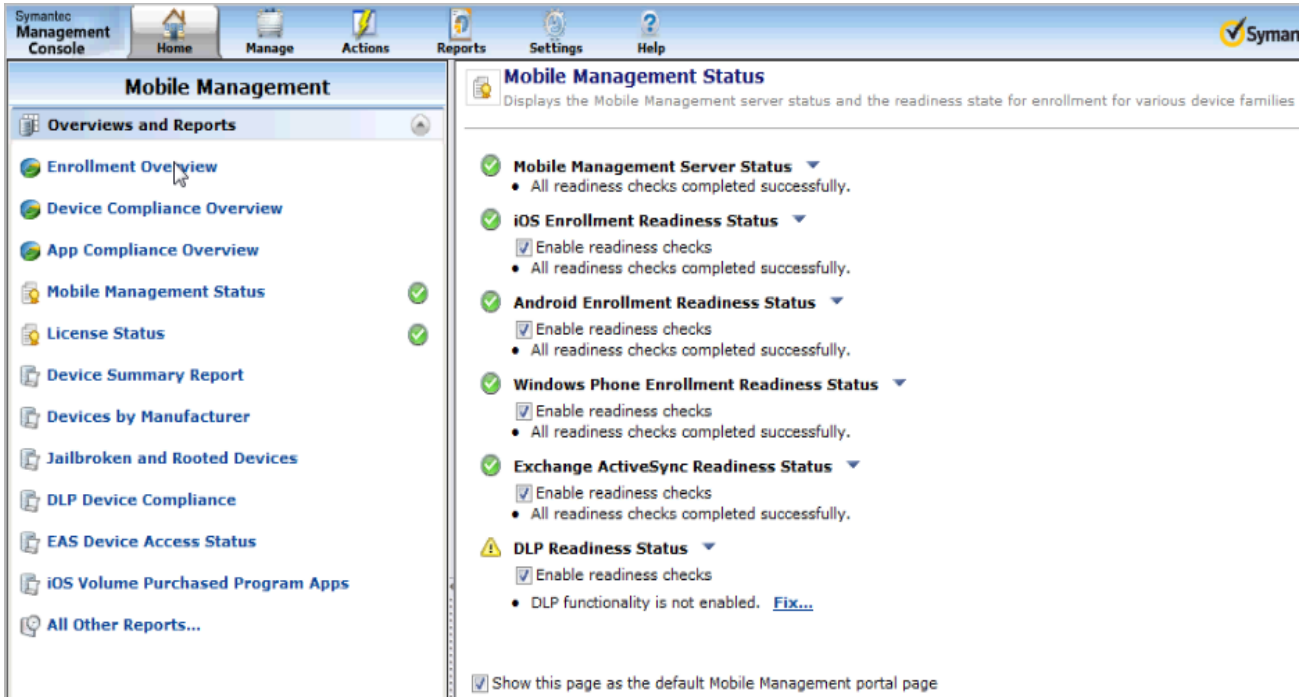 Symantec
Management
Console
Home
Manage
Actions
Reports
Settings
Help
Syman
Mobile Management
Overviews and Reports
Enrollment Overview
Device Compliance Overview
App Compliance Overview
Mobile Management Status
License Status
Device Summary Report
Devices by Manufacturer
Jailbroken and Rooted Devices
DLP Device Compliance
EAS Device Access Status
iOS Volume Purchased Program Apps
All Other Reports...
Mobile Management Status
Displays the Mobile Management server status and the readiness state for enrollment for various device families
Mobile Management Server Status
• All readiness checks completed successfully.
iOS Enrollment Readiness Status
Enable readiness checks
• All readiness checks completed successfully.
Android Enrollment Readiness Status
Enable readiness checks
• All readiness checks completed successfully.
Windows Phone Enrollment Readiness Status
Enable readiness checks
• All readiness checks completed successfully.
Exchange ActiveSync Readiness Status
Enable readiness checks
• All readiness checks completed successfully.
DLP Readiness Status
Enable readiness checks
• DLP functionality is not enabled. Fix...
Show this page as the default Mobile Management portal page